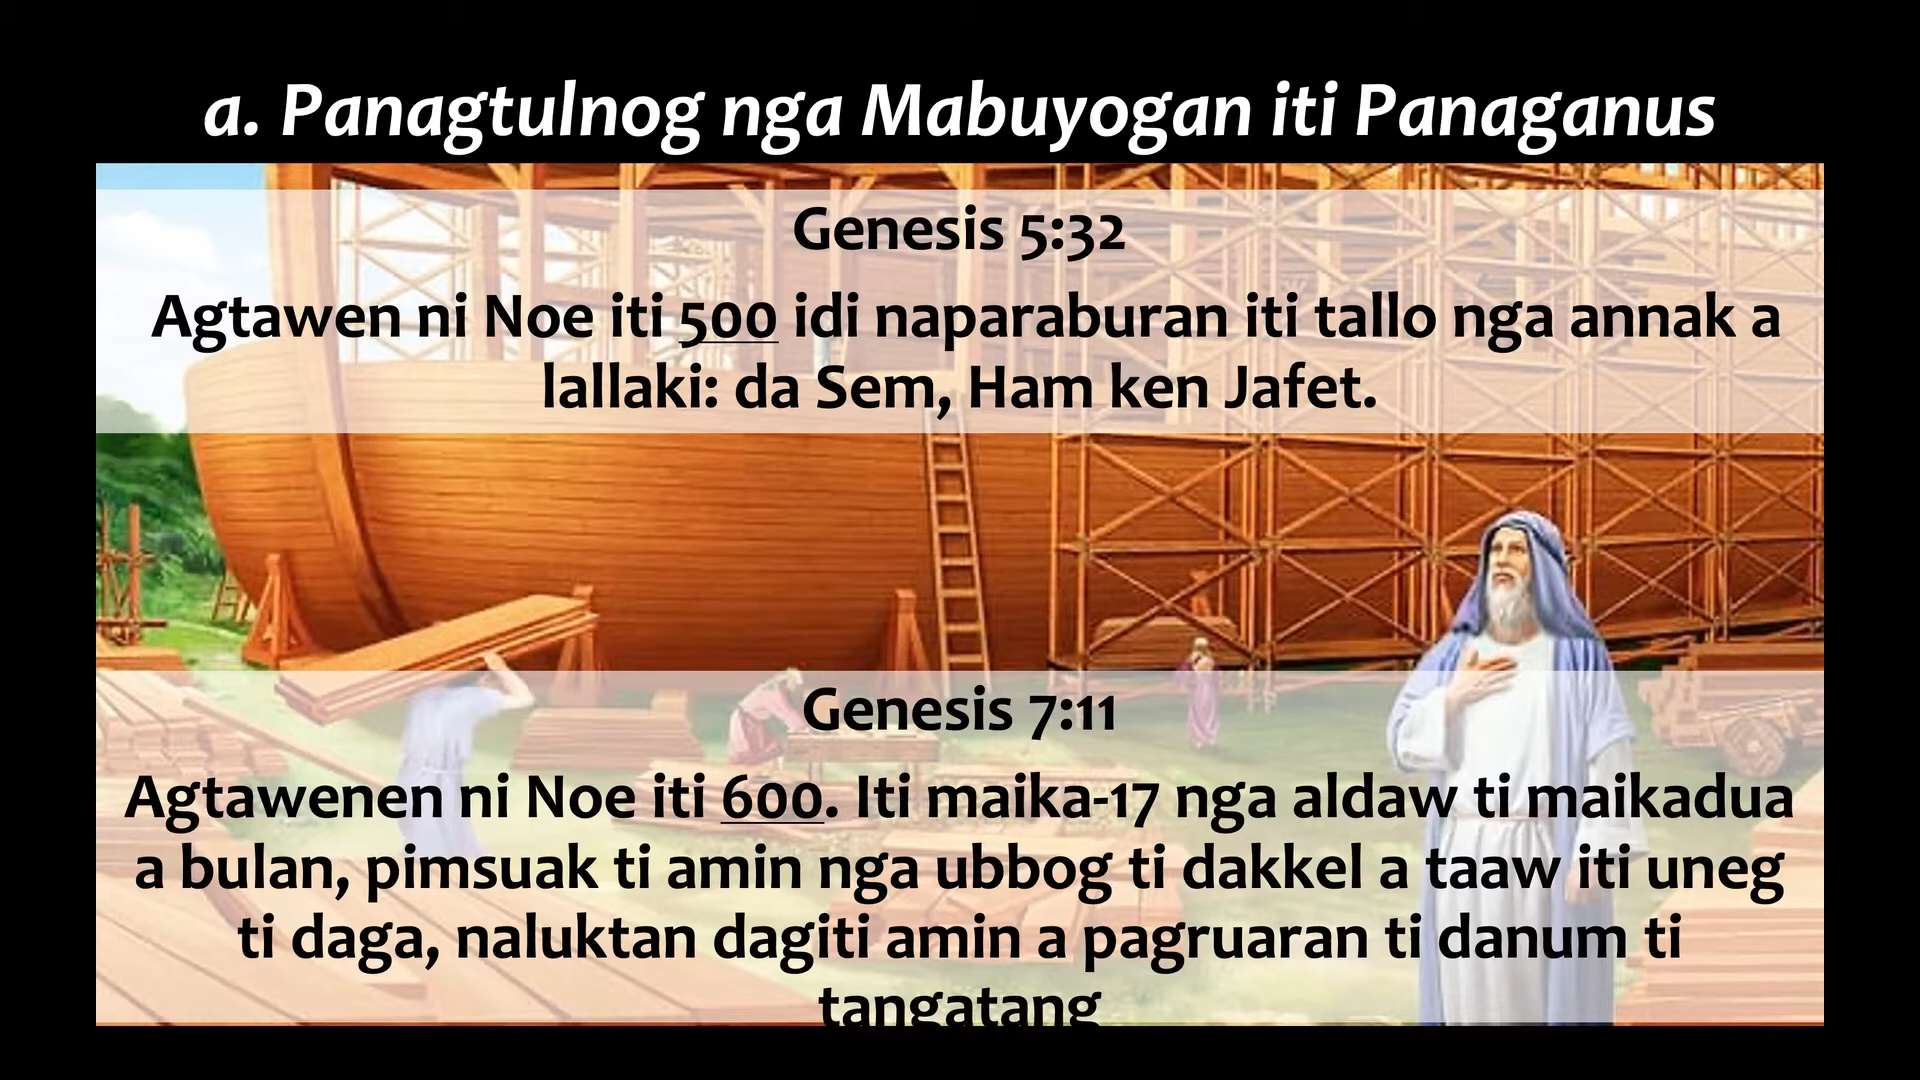 a. Panagtulnog nga Mabuyogan iti Panaganus
Genesis 5:32
Agtawen ni Noe iti 500 idi naparaburan iti tallo nga annak a
lallaki: da Sem, Ham ken Jafet.
Genesis 7:11
Agtawenen ni Noe iti 600. Iti maika-17 nga aldaw ti maikadua
a bulan, pimsuak ti amin nga ubbog ti dakkel a taaw iti uneg
ti daga, naluktan dagiti amin a pagruaran ti danum ti
tangatang